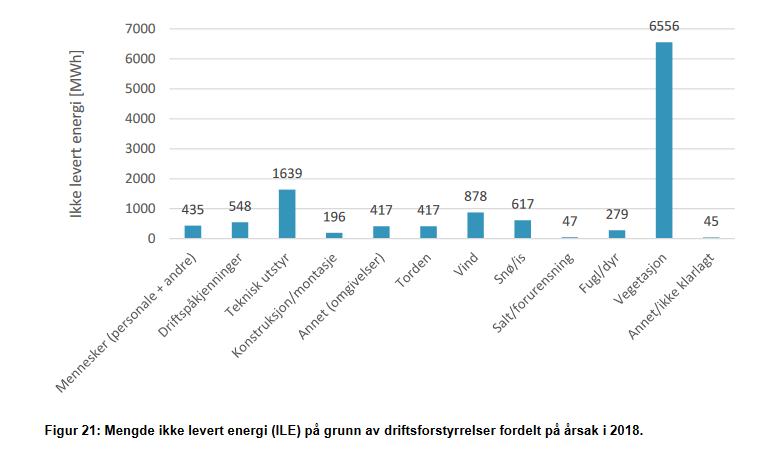 Ikke levert energi [MWh]
7000
6000
5000
4000
3000
2000
1000
0
435
548
1639
196
417
417
878
617
47
279
6556
45
Mennesker (personale + andre)
Driftspåkjenninger
Teknisk utstyr
Konstruksjon/montasje
Annet (omgivelser)
Torden
Vind
Snø/is
Salt/forurensning
Fugl/dyr
Vegetasjon
Annet/ikke klarlagt
Figur 21: Mengde ikke levert energi (ILE) på grunn av driftsforstyrrelser fordelt på årsak i 2018.